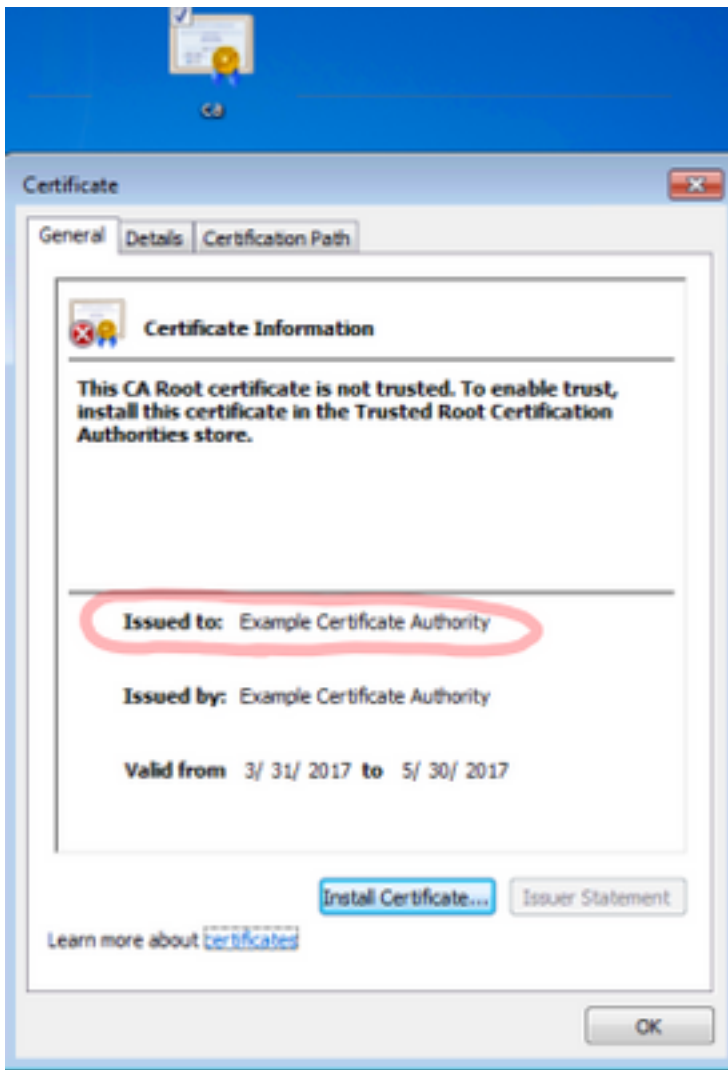 ca
Certificate
General Details Certification Path
Certificate Information
This CA Root certificate is not trusted. To enable trust,
install this certificate in the Trusted Root Certification
Authorities store.
Issued to: Example Certificate Authority
Issued by: Example Certificate Authority
Valid from 3/ 31/ 2017 to 5/ 30/ 2017
Install Certificate... Issuer Statement
Learn more about certificates
OK